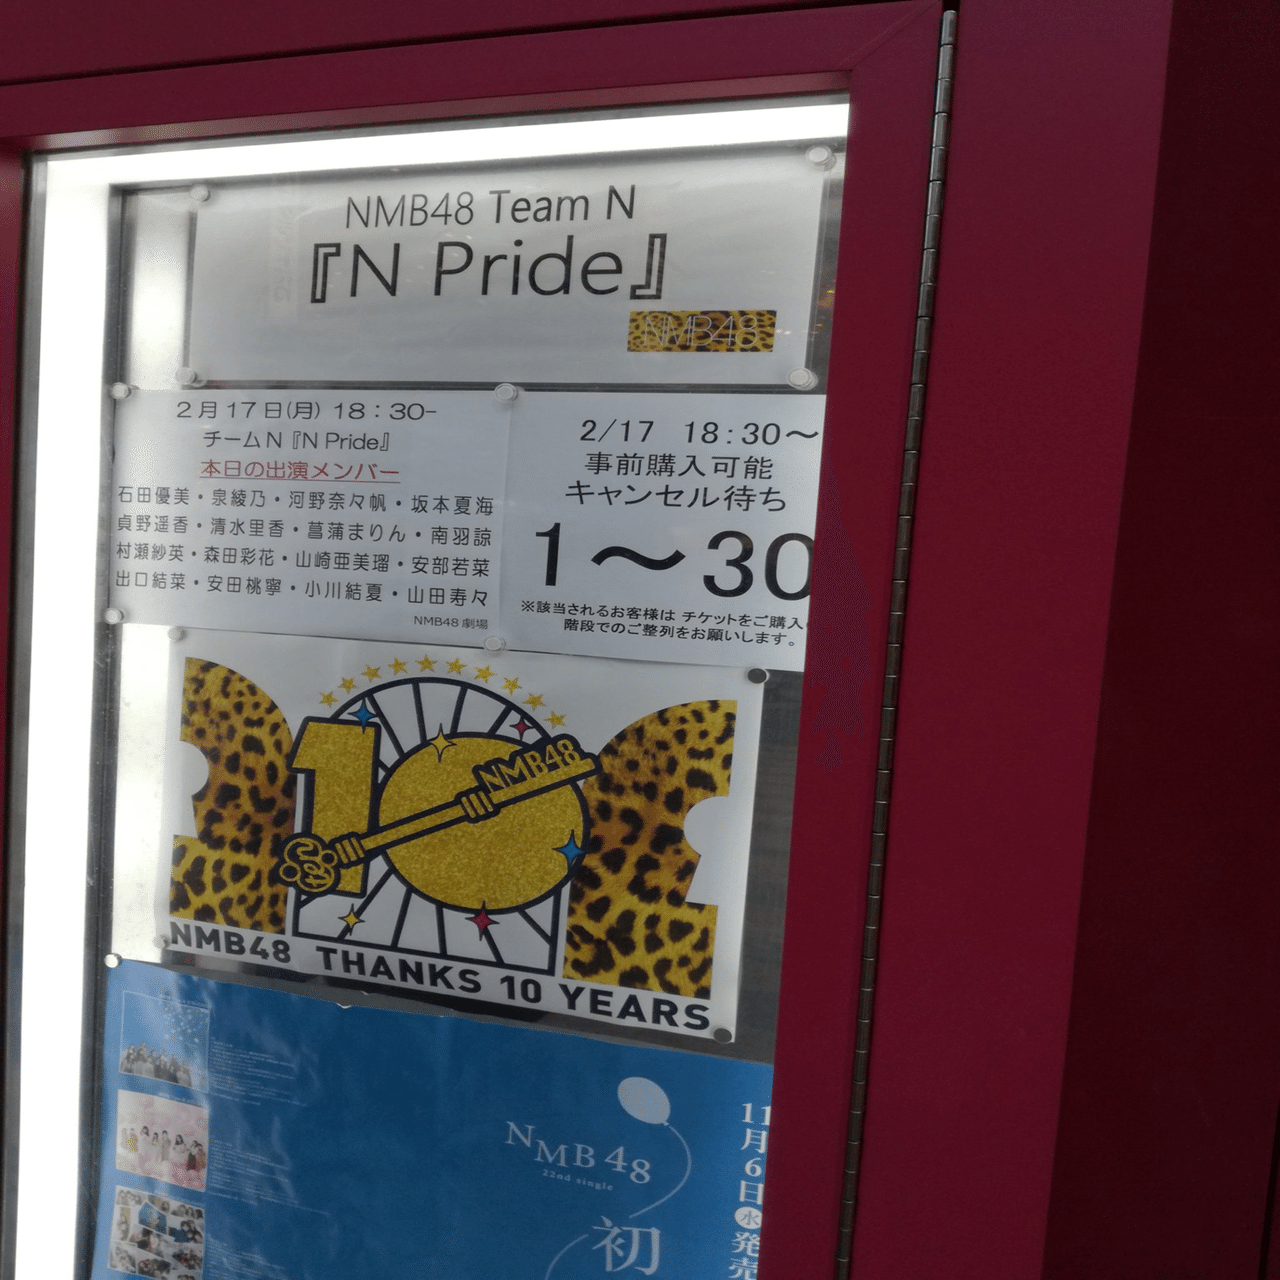 NMB48 Team N
『N Pride』
NMB48
2月17日(月) 18:30-
チームN『N Pride』
本日の出演メンバー
石田優美・泉綾乃・河野奈々帆・坂本夏海
貞野遥香・清水里香・菖蒲まりん・南羽諒
村瀬紗英・森田彩花・山崎亜美瑠・安部若菜
出口結菜・安田桃寧・小川結夏・山田寿々
NMB48 劇場
2/17 18:30～
事前購入可能
キャンセル待ち
1～30
※該当されるお客様は チケットをご購入
階段でのご整列をお願いします。
NMB48
NMB48 THANKS 10 YEARS
NMB48
22nd single
初
11月6日㊌発売